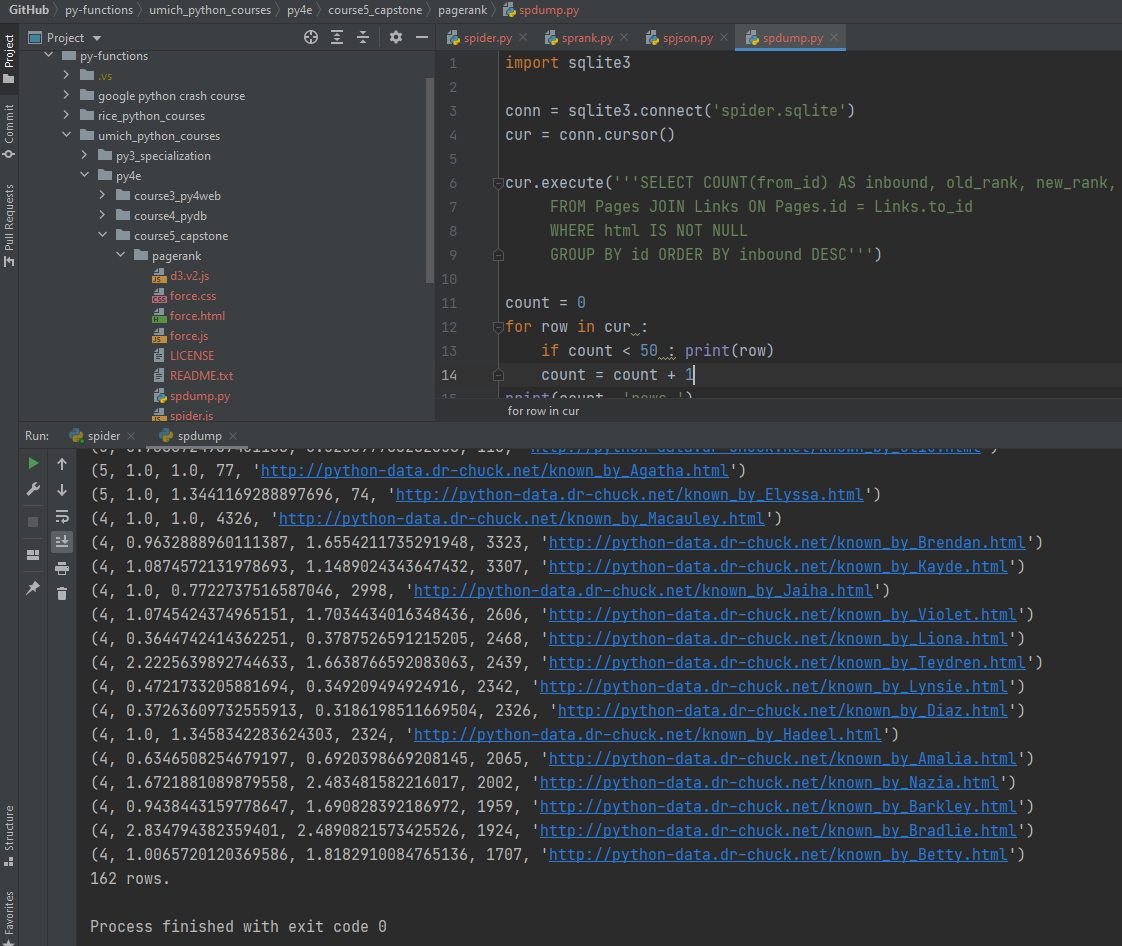 GitHub py-functions umich_python_courses py4e course5_capstone pagerank spdump.py
Project
spider.py
sprank.py
spjson.py
spdump.py
Project
Commit
Pull Requests
Structure
Favorites
py-functions
.vs
google python crash course
rice_python_courses
umich_python_courses
py3_specialization
py4e
course3_py4web
course4_pydb
course5_capstone
pagerank
d3.v2.js
force.css
force.html
force.js
LICENSE
README.txt
spdump.py
spider.js
1 import sqlite3
2
3 conn = sqlite3.connect('spider.sqlite')
4 cur = conn.cursor()
5
6 cur.execute('''SELECT COUNT(from_id) AS inbound, old_rank, new_rank,
7 FROM Pages JOIN Links ON Pages.id = Links.to_id
8 WHERE html IS NOT NULL
9 GROUP BY id ORDER BY inbound DESC''')
10
11 count = 0
12 for row in cur :
13 if count < 50 : print(row)
14 count = count + 1
15 print(count, 'rows.')
for row in cur
Run: spider spdump
(5, 1.0, 1.0, 77, 'http://python-data.dr-chuck.net/known_by_Agatha.html')
(5, 1.0, 1.3441169288897696, 74, 'http://python-data.dr-chuck.net/known_by_Elyssa.html')
(4, 1.0, 1.0, 4326, 'http://python-data.dr-chuck.net/known_by_Macauley.html')
(4, 0.9632888960111387, 1.6554211735291948, 3323, 'http://python-data.dr-chuck.net/known_by_Brendan.html')
(4, 1.0874572131978693, 1.1489024343647432, 3307, 'http://python-data.dr-chuck.net/known_by_Kayde.html')
(4, 1.0, 0.7722737516587046, 2998, 'http://python-data.dr-chuck.net/known_by_Jaiha.html')
(4, 1.0745424374965151, 1.7034434016348436, 2606, 'http://python-data.dr-chuck.net/known_by_Violet.html')
(4, 0.3644742414362251, 0.3787526591215205, 2468, 'http://python-data.dr-chuck.net/known_by_Liona.html')
(4, 2.2225639892744633, 1.6638766592083063, 2439, 'http://python-data.dr-chuck.net/known_by_Teydren.html')
(4, 0.4721733205881694, 0.349209494924916, 2342, 'http://python-data.dr-chuck.net/known_by_Lynsie.html')
(4, 0.37263609732555913, 0.3186198511669504, 2326, 'http://python-data.dr-chuck.net/known_by_Diaz.html')
(4, 1.0, 1.3458342283624303, 2324, 'http://python-data.dr-chuck.net/known_by_Hadeel.html')
(4, 0.6346508254679197, 0.6920398669208145, 2065, 'http://python-data.dr-chuck.net/known_by_Amalia.html')
(4, 1.6721881089879558, 2.483481582216017, 2002, 'http://python-data.dr-chuck.net/known_by_Nazia.html')
(4, 0.9438443159778647, 1.690828392186972, 1959, 'http://python-data.dr-chuck.net/known_by_Barkley.html')
(4, 2.834794382359401, 2.4890821573425526, 1924, 'http://python-data.dr-chuck.net/known_by_Bradlie.html')
(4, 1.0065720120369586, 1.8182910084765136, 1707, 'http://python-data.dr-chuck.net/known_by_Betty.html')
162 rows.
Process finished with exit code 0